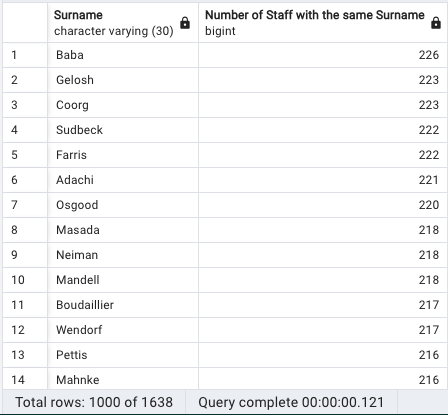 Surname Number of Staff with the same Surname
character varying (30) bigint
1 Baba 226
2 Gelosh 223
3 Coorg 223
4 Sudbeck 222
5 Farris 222
6 Adachi 221
7 Osgood 220
8 Masada 218
9 Neiman 218
10 Mandell 218
11 Boudaillier 217
12 Wendorf 217
13 Pettis 216
14 Mahnke 216
Total rows: 1000 of 1638 Query complete 00:00:00.121